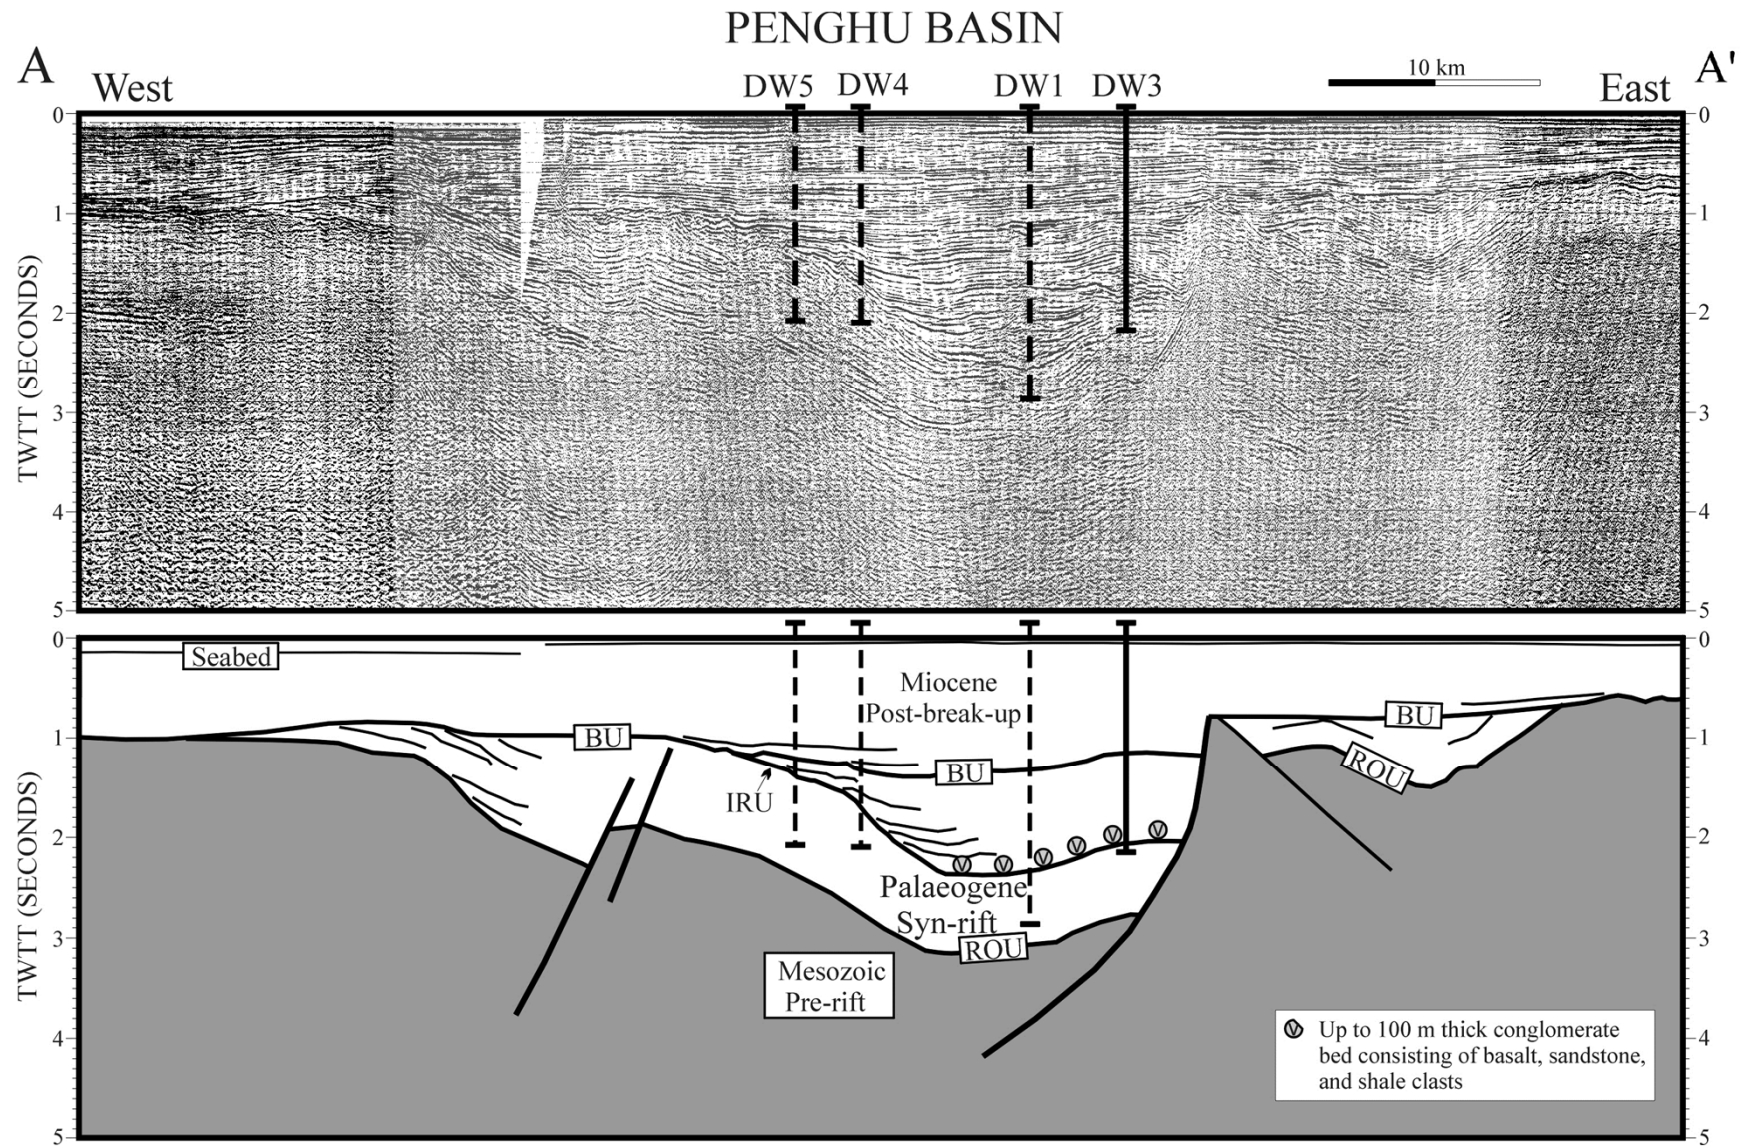 PENGHU BASIN
A
West
DW5
DW4
DW1
DW3
10 km
East
A'
0
1
2
3
4
5
TWTT (SECONDS)
0
1
2
3
4
5
0
1
2
3
4
5
TWTT (SECONDS)
Seabed
Miocene
Post-break-up
BU
BU
BU
IRU
ROU
Palaeogene
Syn-rift
ROU
Mesozoic
Pre-rift
V
V
V
V
V
V
V Up to 100 m thick conglomerate
bed consisting of basalt, sandstone,
and shale clasts
0
1
2
3
4
5